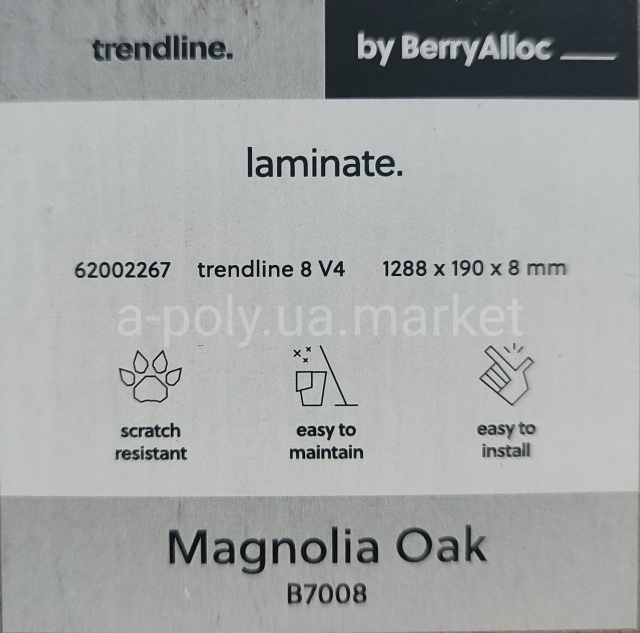 trendline. by BerryAlloc
laminate.
62002267 trendline 8 V4 1288 x 190 x 8 mm
a-poly.ua.market
scratch resistant
easy to maintain
easy to install
Magnolia Oak
B7008